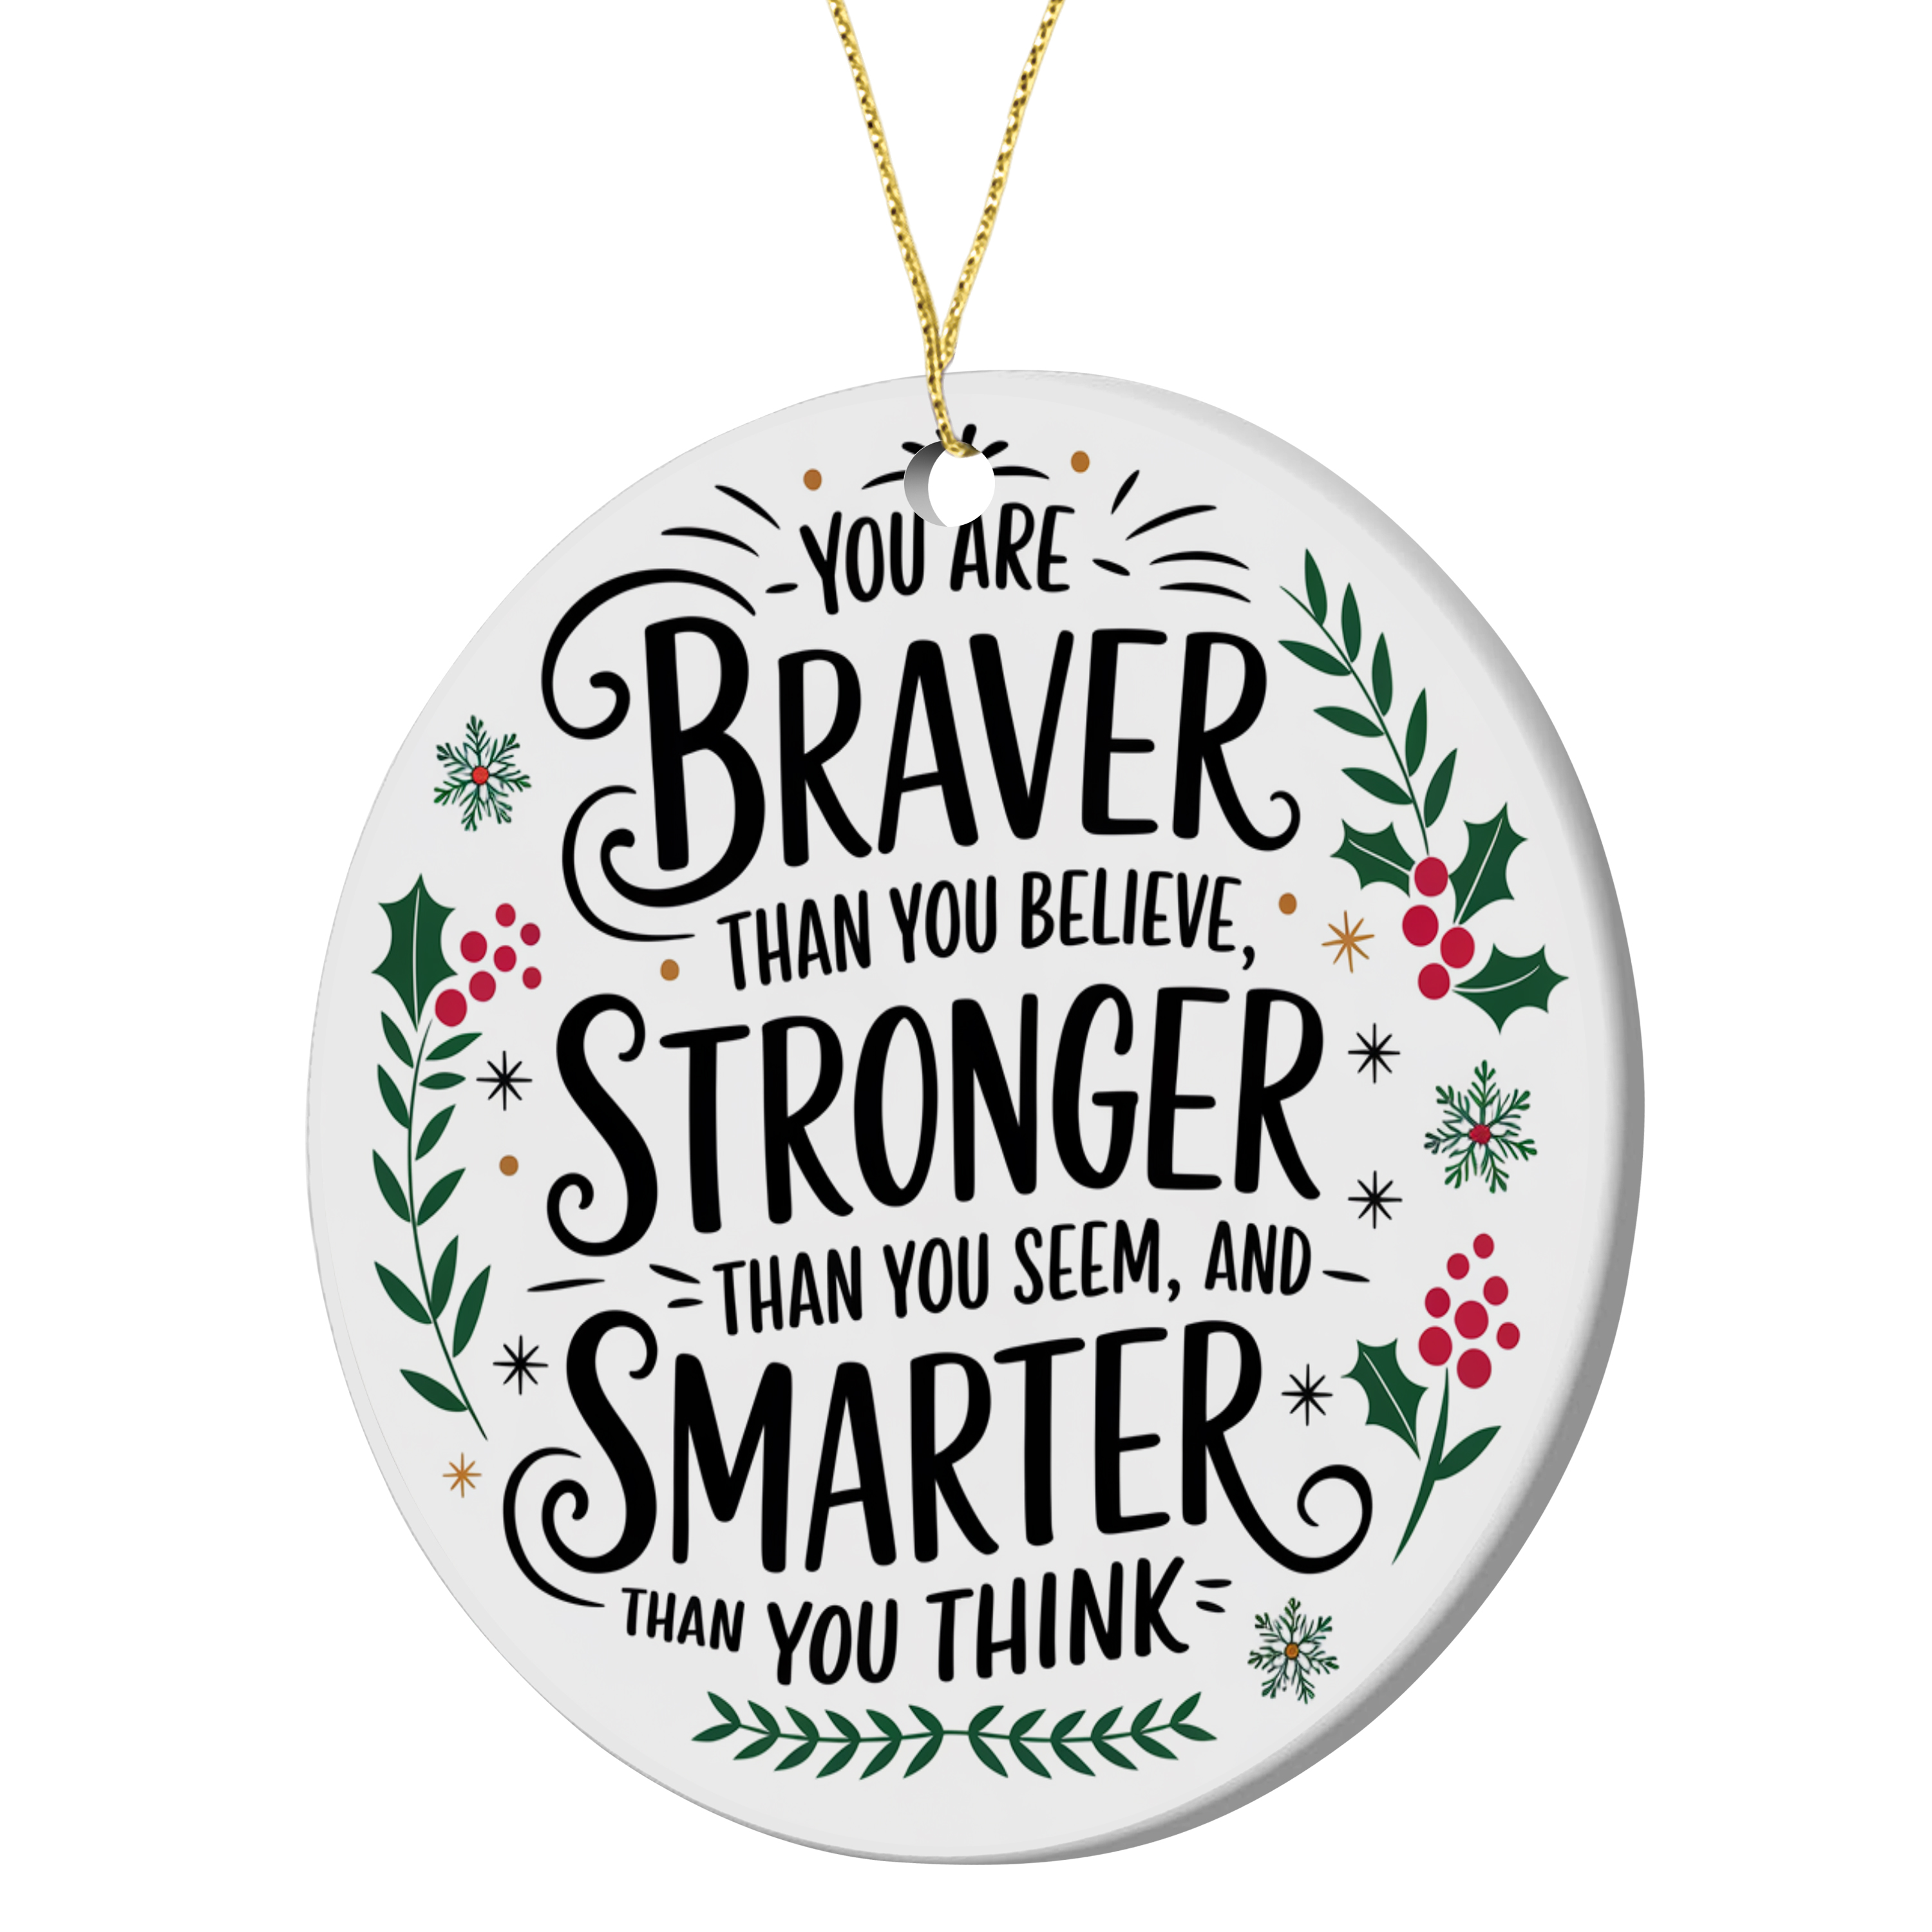 YOU ARE
BRAVER
THAN YOU BELIEVE,
STRONGER
THAN YOU SEEM, AND
SMARTER
THAN YOU THINK